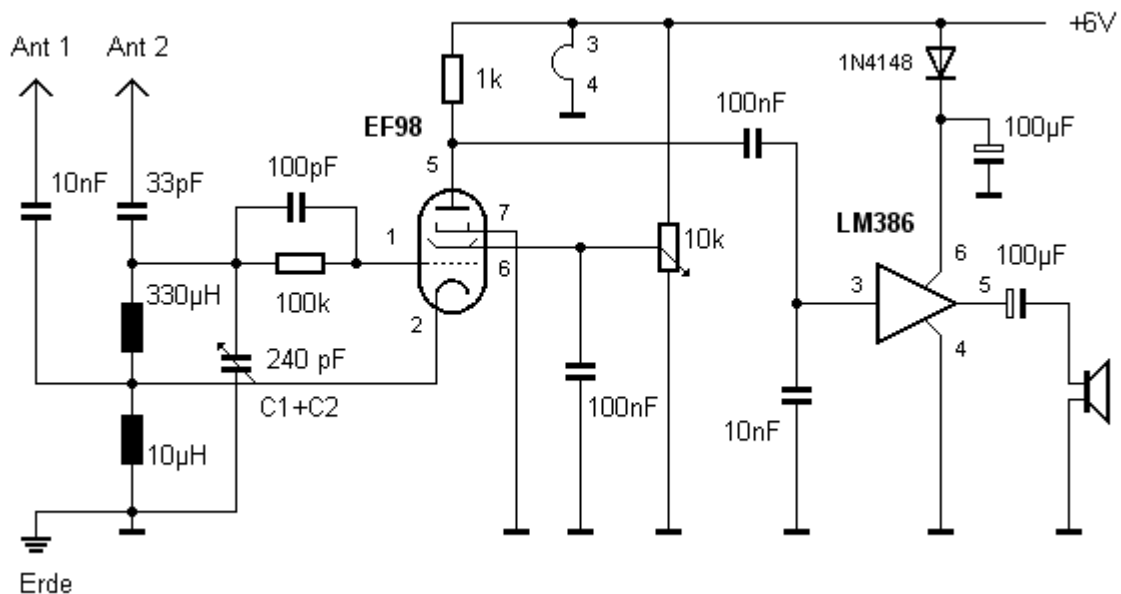 +6V
Ant 1
Ant 2
3
4
1k
1N4148
100nF
100µF
EF98
5
100pF
10nF
33pF
7
1
6
10k
LM386
6
100µF
330µH
100k
2
3
5
240 pF
4
C1+C2
100nF
10nF
10µH
Erde